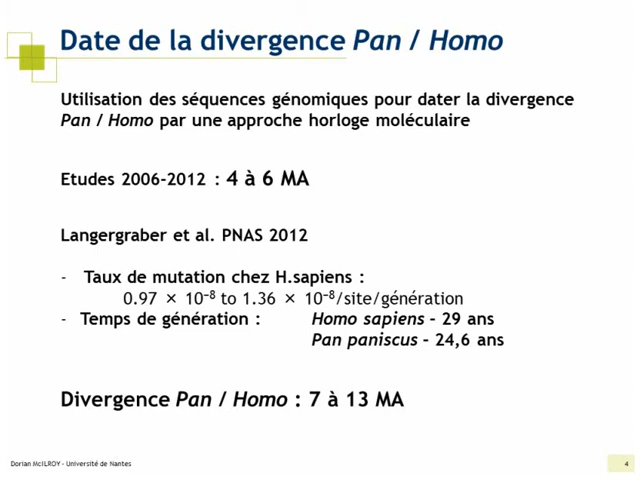 Date de la divergence Pan / Homo
Utilisation des séquences génomiques pour dater la divergence
Pan / Homo par une approche horloge moléculaire
Etudes 2006-2012 : 4 à 6 MA
Langergraber et al. PNAS 2012
- Taux de mutation chez H.sapiens :
0.97 × 10⁻⁸ to 1.36 × 10⁻⁸/site/génération
- Temps de génération : Homo sapiens – 29 ans
Pan paniscus – 24,6 ans
Divergence Pan / Homo : 7 à 13 MA
Dorian McILROY - Université de Nantes
4